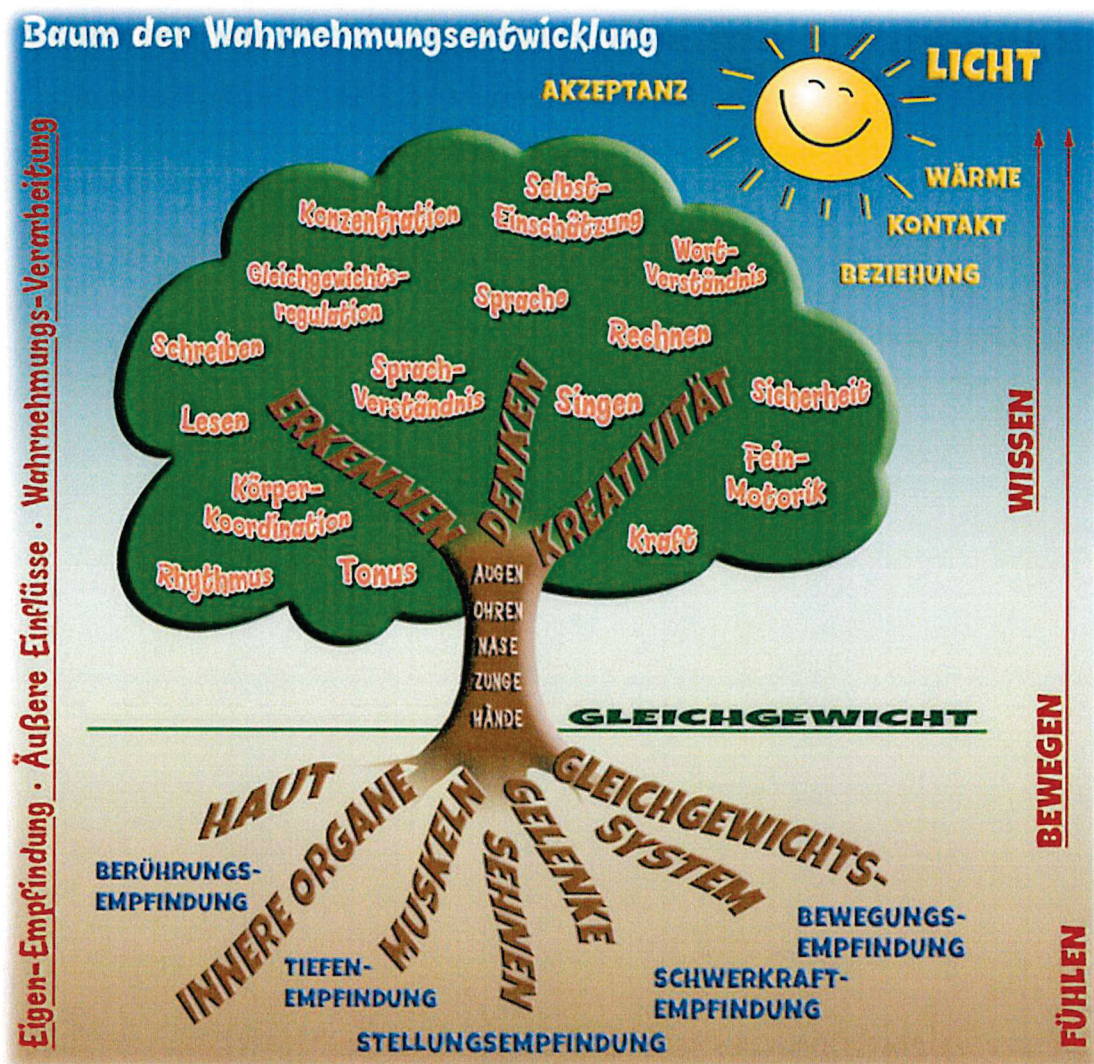 Baum der Wahrnehmungsentwicklung
LICHT
AKZEPTANZ
WÄRME
KONTAKT
BEZIEHUNG
Eigen-Empfindung · Äußere Einflüsse · Wahrnehmungs-Verarbeitung
Konzentration
Selbst-
Einschätzung
Wort-
Verständnis
Gleichgewichts-
regulation
Sprache
Rechnen
Schreiben
Sprach-
Verständnis
Singen
Sicherheit
Lesen
ERKENNEN
DENKEN
KREATIVITÄT
Fein-
Motorik
Körper-
Koordination
Kraft
Rhythmus
Tonus
AUGEN
OHREN
NASE
ZUNGE
HÄNDE
GLEICHGEWICHT
HAUT
INNERE ORGANE
MUSKELN
SEHNEN
GELENKE
GLEICHGEWICHTS-
SYSTEM
BERÜHRUNGS-
EMPFINDUNG
TIEFEN-
EMPFINDUNG
STELLUNGSEMPFINDUNG
SCHWERKRAFT-
EMPFINDUNG
BEWEGUNGS-
EMPFINDUNG
WISSEN
BEWEGEN
FÜHLEN